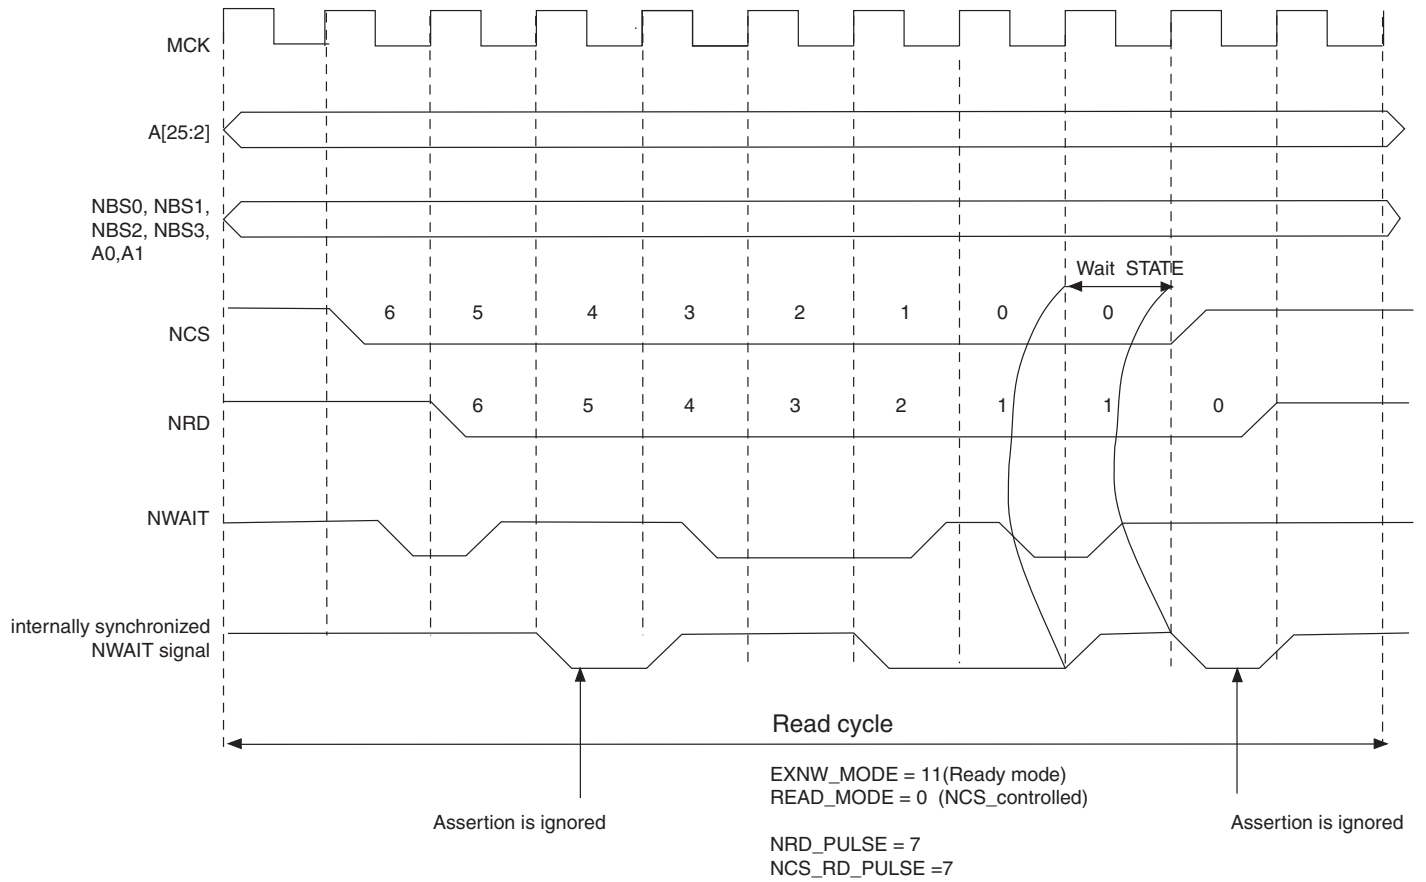 MCK
A[25:2]
NBS0, NBS1,
NBS2, NBS3,
A0,A1
Wait STATE
NCS
6 5 4 3 2 1 0 0
NRD
6 5 4 3 2 1 1 0
NWAIT
internally synchronized
NWAIT signal
Read cycle
EXNW_MODE = 11(Ready mode)
READ_MODE = 0 (NCS_controlled)
Assertion is ignored
Assertion is ignored
NRD_PULSE = 7
NCS_RD_PULSE =7